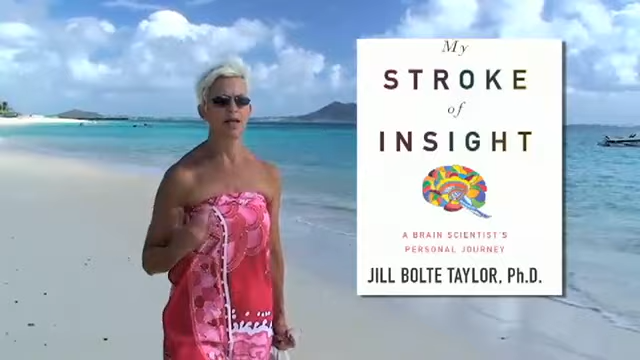 My
STROKE
of
INSIGHT
A BRAIN SCIENTIST'S
PERSONAL JOURNEY
JILL BOLTE TAYLOR, Ph.D.